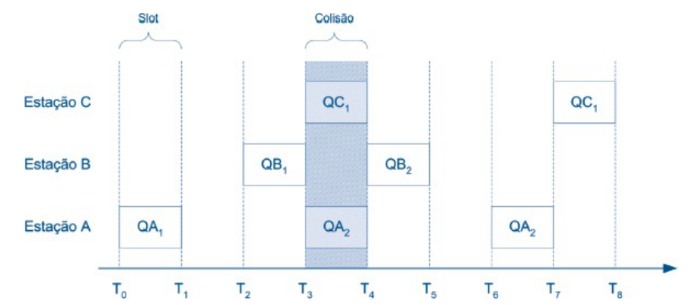 Slot Colisão
Estação C QC₁ QC₁
Estação B QB₁ QB₂
Estação A QA₁ QA₂ QA₂
T₀ T₁ T₂ T₃ T₄ T₅ T₆ T₇ T₈